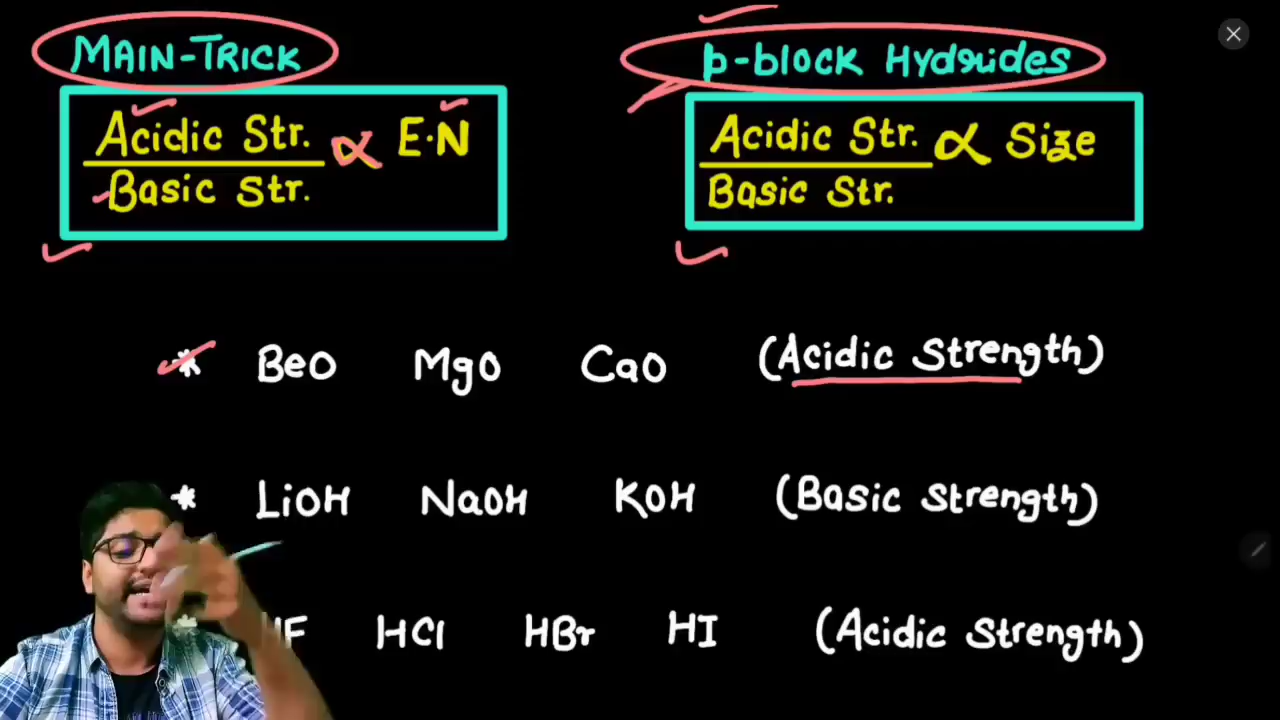 MAIN-TRICK
Acidic Str. ∝ E.N
Basic Str.
p-block Hydrides
Acidic Str. ∝ Size
Basic Str.
* BeO MgO CaO (Acidic Strength)
* LiOH NaOH KOH (Basic Strength)
HCl HBr HI (Acidic Strength)